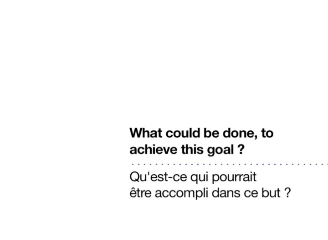 What could be done, to
achieve this goal ?
Qu'est-ce qui pourrait
être accompli dans ce but ?